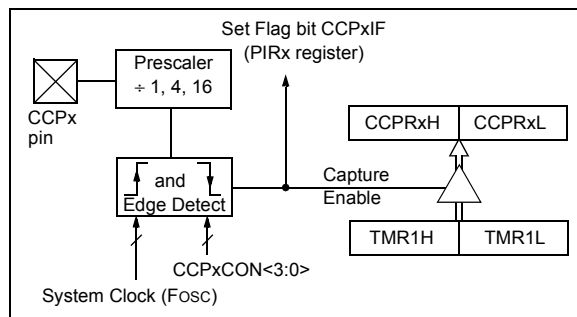 Set Flag bit CCPxIF
(PIRx register)
Prescaler
÷ 1, 4, 16
CCPx
pin
CCPRxH
CCPRxL
and
Edge Detect
Capture
Enable
TMR1H
TMR1L
CCPxCON<3:0>
System Clock (FOSC)